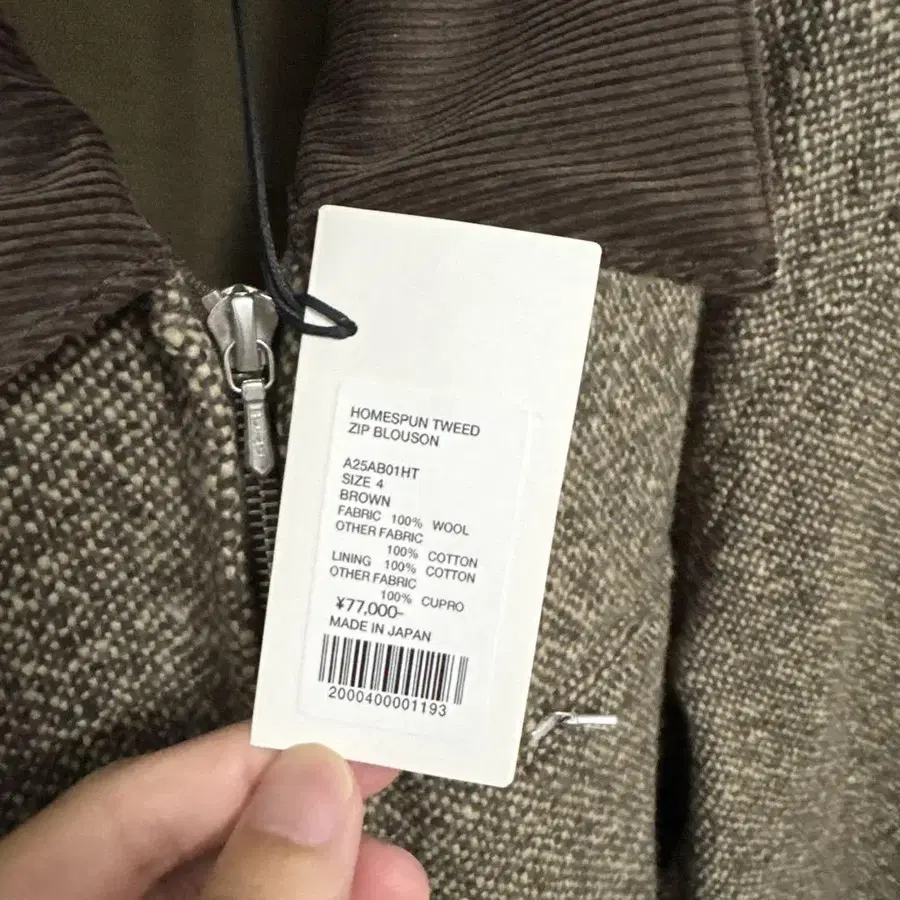 HOMESPUN TWEED
ZIP BLOUSON
A25AB01HT
SIZE 4
BROWN
FABRIC 100% WOOL
OTHER FABRIC
100% COTTON
LINING 100% COTTON
OTHER FABRIC
100% CUPRO
¥77,000-
MADE IN JAPAN
2000400001193